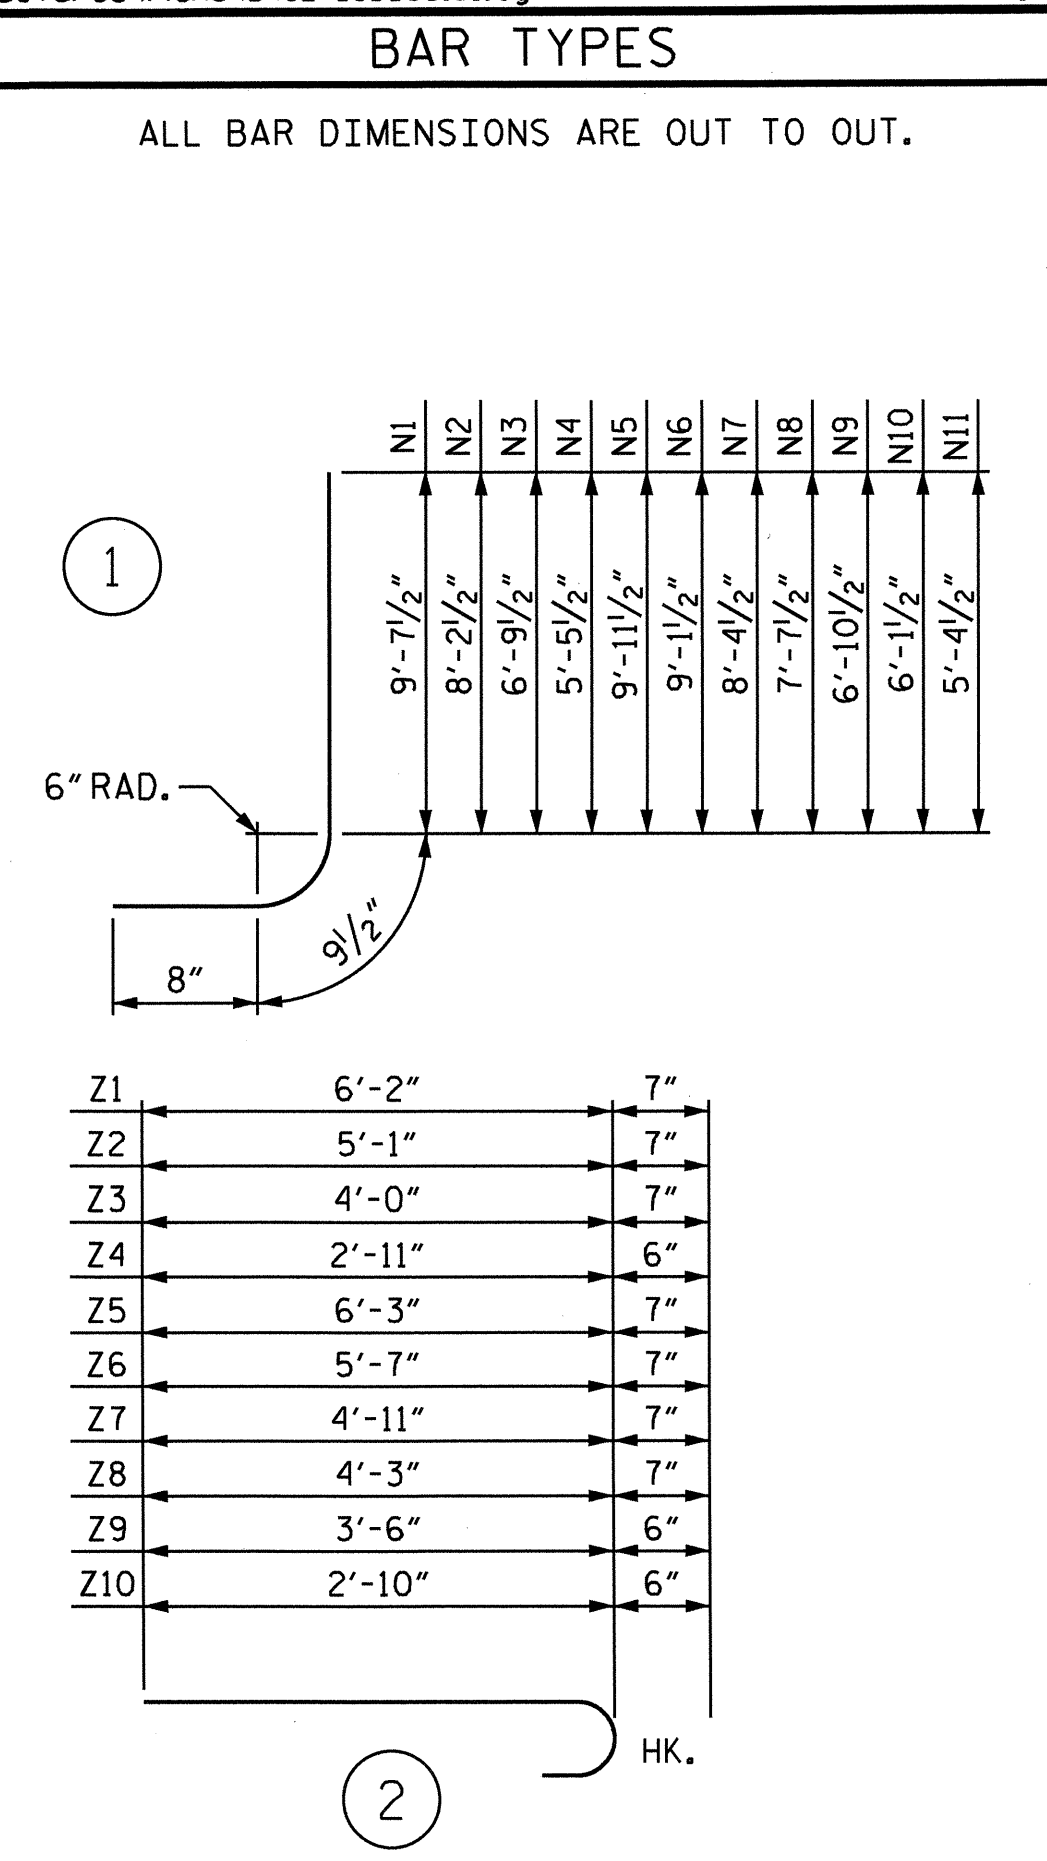 BAR TYPES
ALL BAR DIMENSIONS ARE OUT TO OUT.
N1 N2 N3 N4 N5 N6 N7 N8 N9 N10 N11
1
9'-7½" 8'-2½" 6'-9½" 5'-5½" 9'-11½" 9'-1½" 8'-4½" 7'-7½" 6'-10½" 6'-1½" 5'-4½"
6" RAD.
9½"
8"
Z1 6'-2" 7"
Z2 5'-1" 7"
Z3 4'-0" 7"
Z4 2'-11" 6"
Z5 6'-3" 7"
Z6 5'-7" 7"
Z7 4'-11" 7"
Z8 4'-3" 7"
Z9 3'-6" 6"
Z10 2'-10" 6"
HK.
2